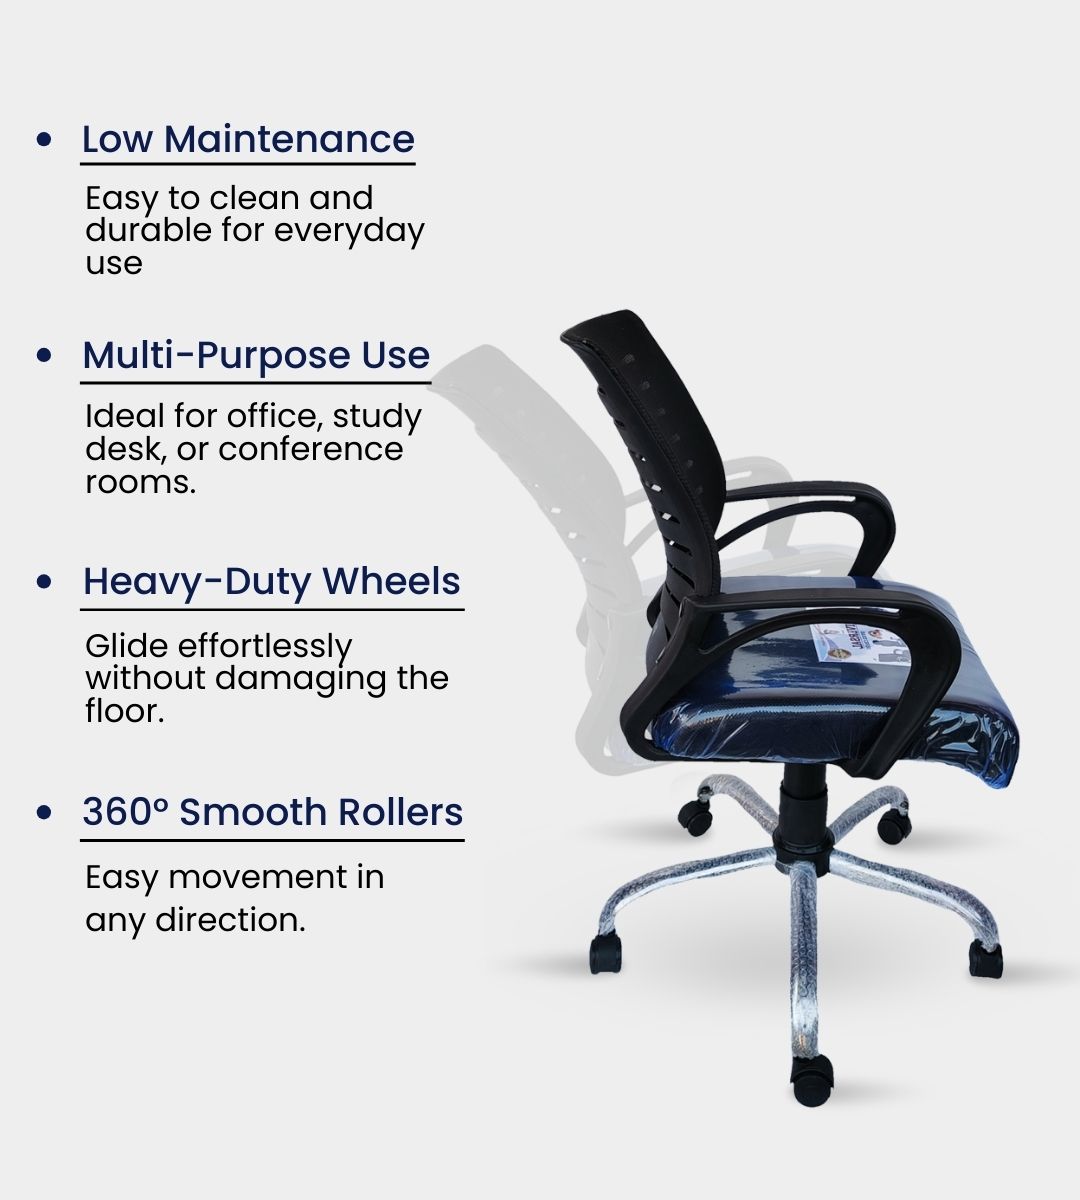 Low Maintenance
Easy to clean and
durable for everyday
use
Multi-Purpose Use
Ideal for office, study
desk, or conference
rooms.
Heavy-Duty Wheels
Glide effortlessly
without damaging the
floor.
360° Smooth Rollers
Easy movement in
any direction.